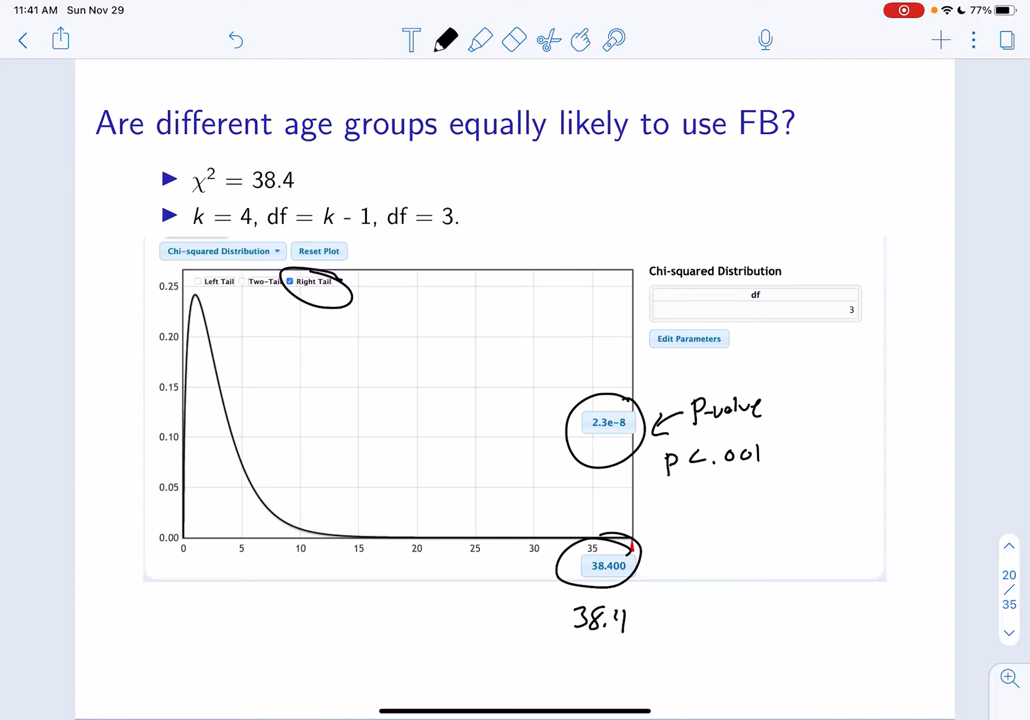 11:41 AM Sun Nov 29
77%
T
Are different age groups equally likely to use FB?
χ² = 38.4
k = 4, df = k - 1, df = 3.
Chi-squared Distribution
Reset Plot
Left Tail Two-Tail Right Tail
Chi-squared Distribution
df
3
Edit Parameters
0.25
0.20
0.15
0.10
0.05
0.00
0 5 10 15 20 25 30 35
2.3e-8
p-value
p < .001
38.400
38.4
20
/
35